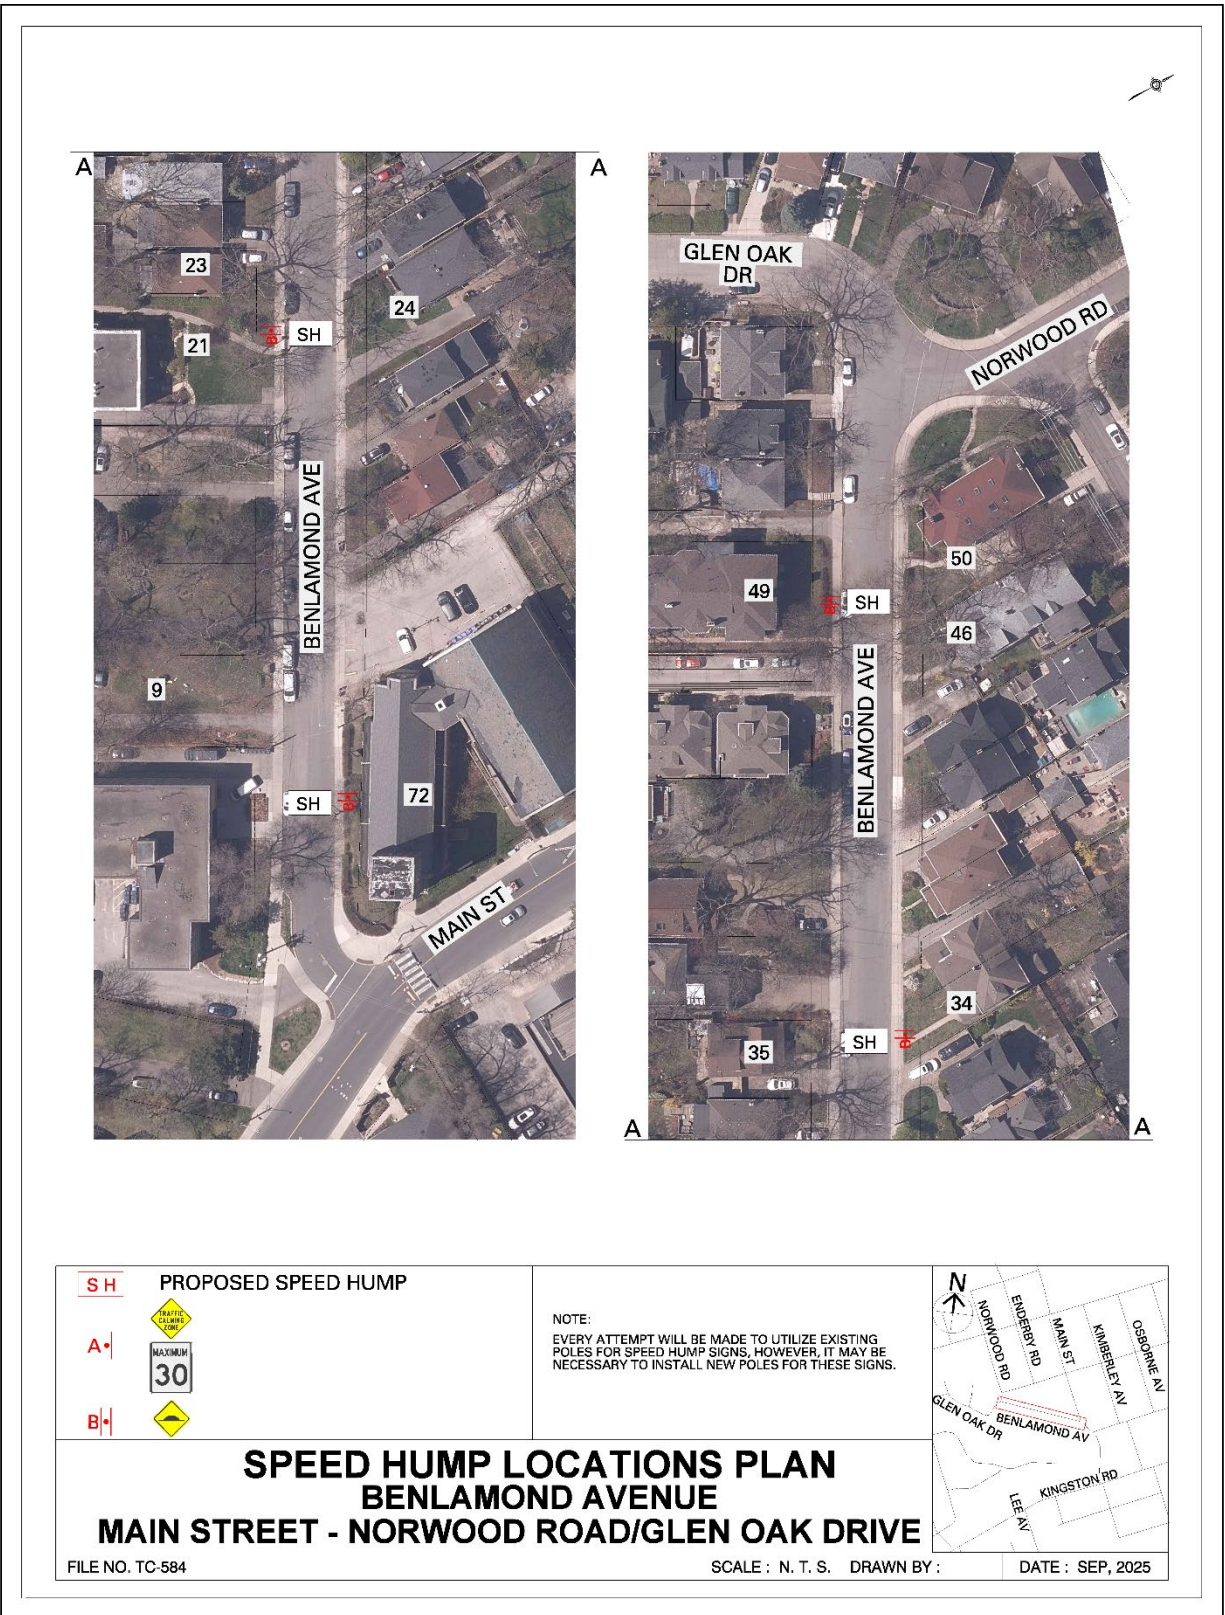 A
A
23
24
21
SH
BENLAMOND AVE
9
SH
72
MAIN ST
GLEN OAK
DR
NORWOOD RD
50
49
SH
46
BENLAMOND AVE
34
SH
35
A
A
B
B
B
B
S H
PROPOSED SPEED HUMP
TRAFFIC
CALMING
ZONE
A
MAXIMUM
30
B
NOTE:
EVERY ATTEMPT WILL BE MADE TO UTILIZE EXISTING
POLES FOR SPEED HUMP SIGNS, HOWEVER, IT MAY BE
NECESSARY TO INSTALL NEW POLES FOR THESE SIGNS.
N
NORWOOD RD
ENDERBY RD
MAIN ST
KIMBERLEY AV
OSBORNE AV
GLEN OAK DR
BENLAMOND AV
KINGSTON RD
LEE AV
SPEED HUMP LOCATIONS PLAN
BENLAMOND AVENUE
MAIN STREET - NORWOOD ROAD/GLEN OAK DRIVE
FILE NO. TC-584
SCALE : N. T. S. DRAWN BY :
DATE : SEP, 2025